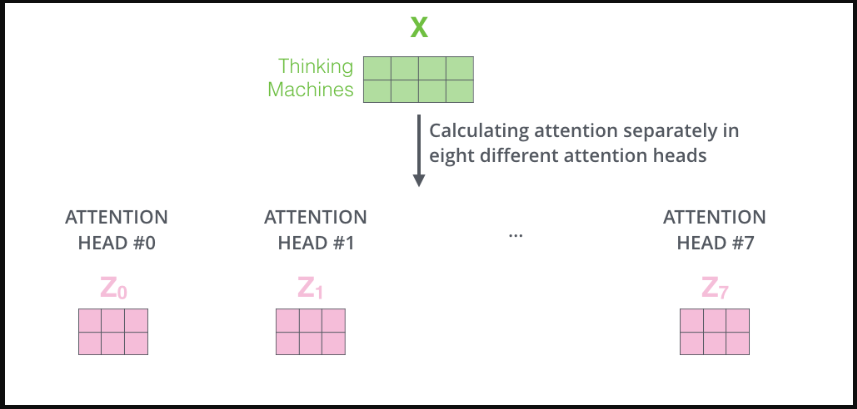 X
Thinking
Machines
Calculating attention separately in
eight different attention heads
ATTENTION
HEAD #0
ATTENTION
HEAD #1
...
ATTENTION
HEAD #7
Z0
Z1
Z7